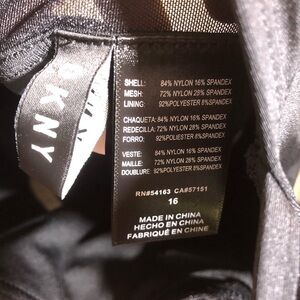 DKNY
SHELL: 84% NYLON 16% SPANDEX
MESH: 72% NYLON 28% SPANDEX
LINING: 92%POLYESTER 8%SPANDEX
CHAQUETA: 84% NYLON 16% SPANDEX
REDECILLA: 72% NYLON 28% SPANDEX
FORRO: 92%POLYESTER 8%SPANDEX
VESTE: 84% NYLON 16% SPANDEX
MAILLE: 72% NYLON 28% SPANDEX
DOUBLURE: 92%POLYESTER 8%SPANDEX
RN#54163 CA#57151
16
MADE IN CHINA
HECHO EN CHINA
FABRIQUÉ EN CHINE